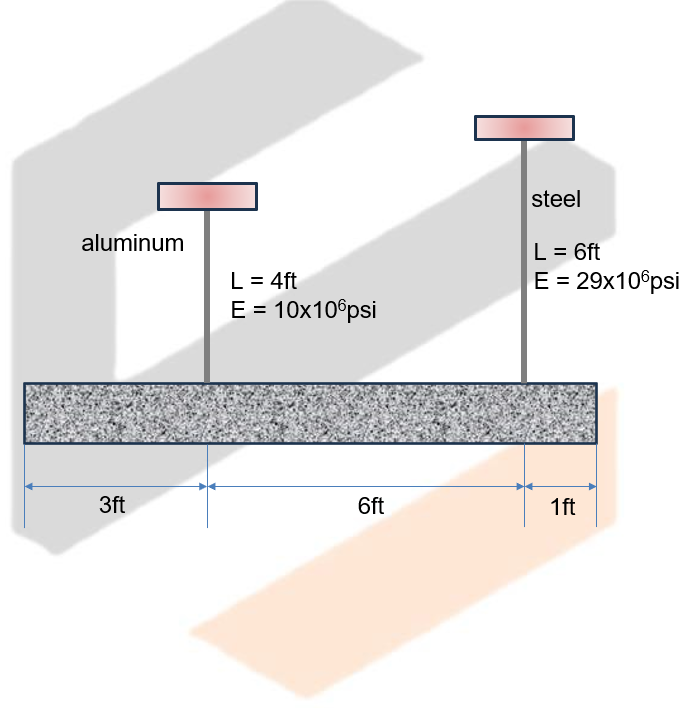 steel
aluminum
L = 6ft
E = 29x10⁶psi
L = 4ft
E = 10x10⁶psi
3ft
6ft
1ft